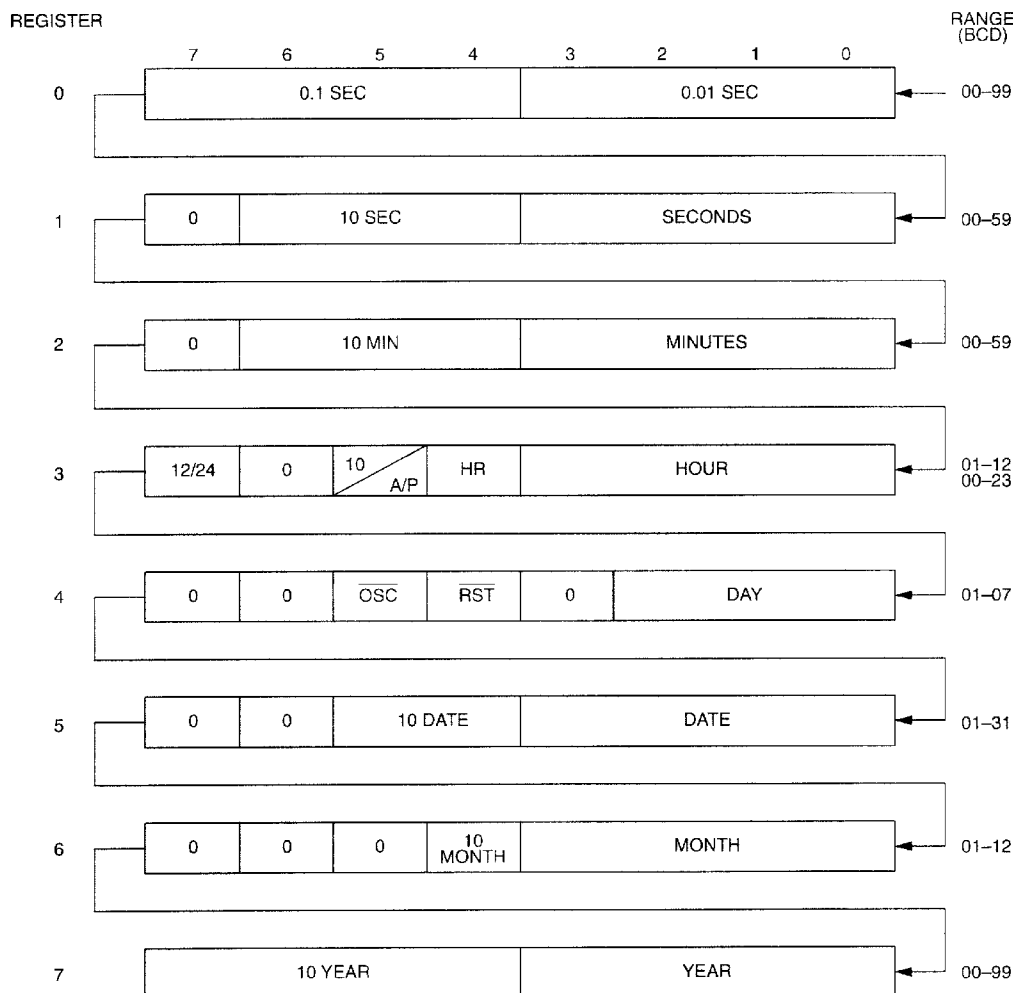 REGISTER
RANGE
(BCD)
7 6 5 4 3 2 1 0
0 0.1 SEC 0.01 SEC 00–99
1 0 10 SEC SECONDS 00–59
2 0 10 MIN MINUTES 00–59
3 12/24 0 10 A/P HR HOUR 01–12
00–23
4 0 0 OSC RST 0 DAY 01–07
5 0 0 10 DATE DATE 01–31
6 0 0 0 10 MONTH MONTH 01–12
7 10 YEAR YEAR 00–99